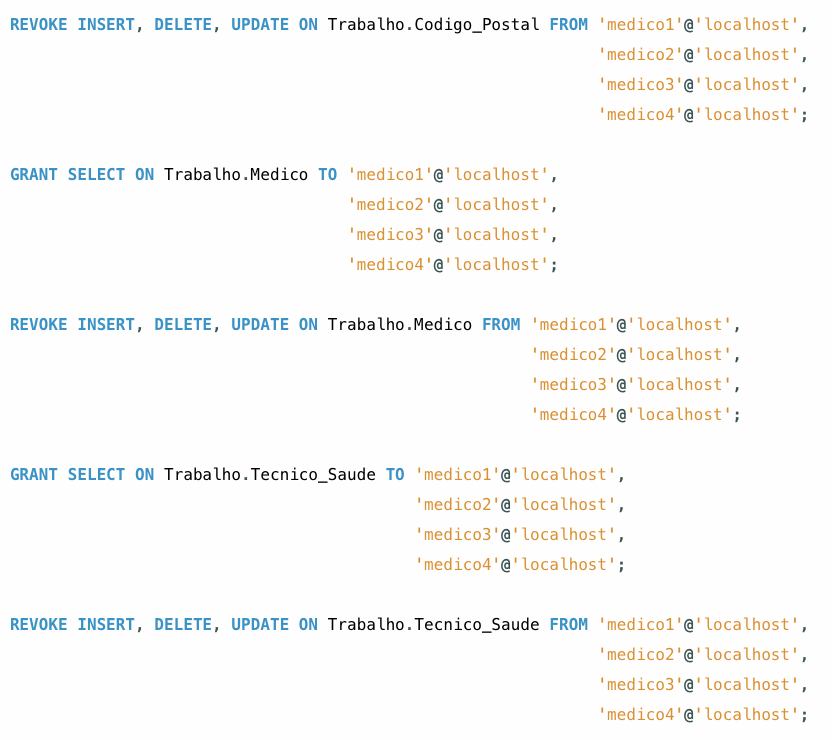 REVOKE INSERT, DELETE, UPDATE ON Trabalho.Codigo_Postal FROM 'medico1'@'localhost',
'medico2'@'localhost',
'medico3'@'localhost',
'medico4'@'localhost';
GRANT SELECT ON Trabalho.Medico TO 'medico1'@'localhost',
'medico2'@'localhost',
'medico3'@'localhost',
'medico4'@'localhost';
REVOKE INSERT, DELETE, UPDATE ON Trabalho.Medico FROM 'medico1'@'localhost',
'medico2'@'localhost',
'medico3'@'localhost',
'medico4'@'localhost';
GRANT SELECT ON Trabalho.Tecnico_Saude TO 'medico1'@'localhost',
'medico2'@'localhost',
'medico3'@'localhost',
'medico4'@'localhost';
REVOKE INSERT, DELETE, UPDATE ON Trabalho.Tecnico_Saude FROM 'medico1'@'localhost',
'medico2'@'localhost',
'medico3'@'localhost',
'medico4'@'localhost';